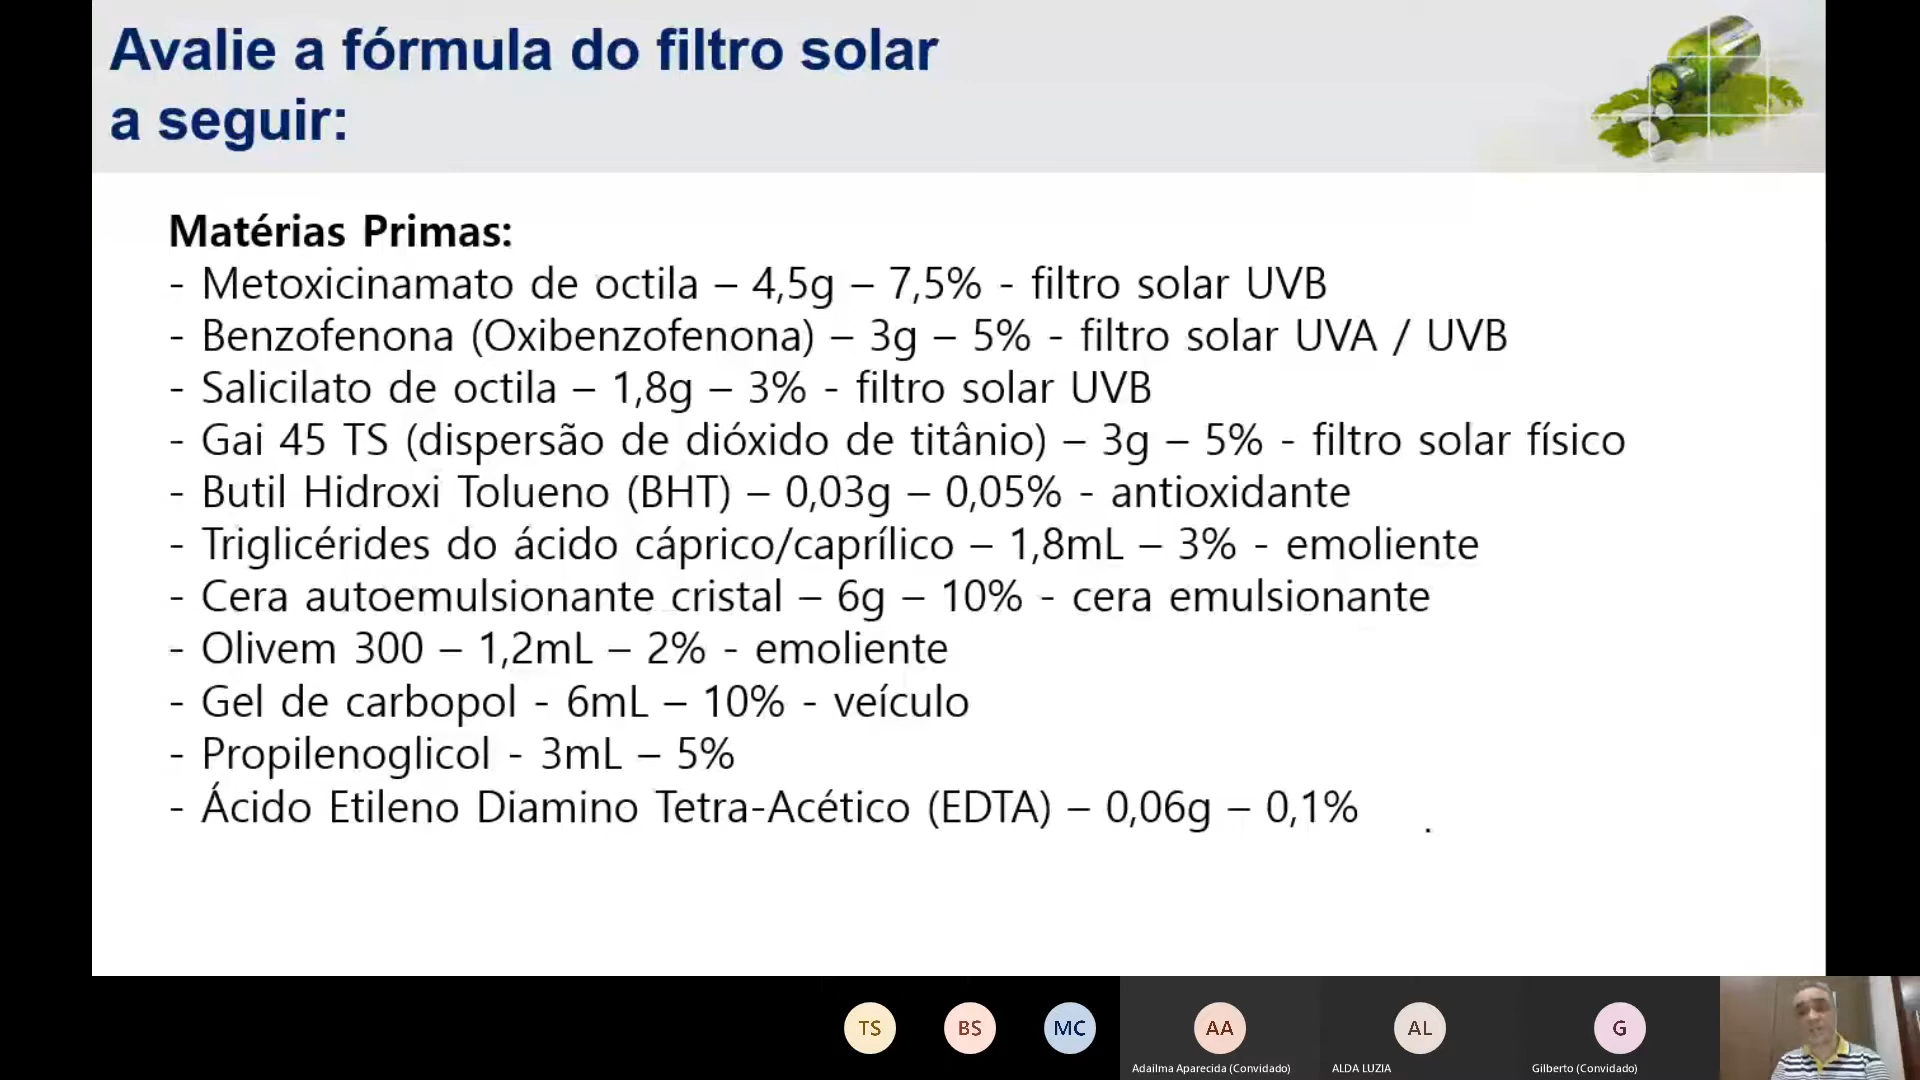 Avalie a fórmula do filtro solar
a seguir:
Matérias Primas:
- Metoxicinamato de octila – 4,5g – 7,5% - filtro solar UVB
- Benzofenona (Oxibenzofenona) – 3g – 5% - filtro solar UVA / UVB
- Salicilato de octila – 1,8g – 3% - filtro solar UVB
- Gai 45 TS (dispersão de dióxido de titânio) – 3g – 5% - filtro solar físico
- Butil Hidroxi Tolueno (BHT) – 0,03g – 0,05% - antioxidante
- Triglicérides do ácido cáprico/caprílico – 1,8mL – 3% - emoliente
- Cera autoemulsionante cristal – 6g – 10% - cera emulsionante
- Olivem 300 – 1,2mL – 2% - emoliente
- Gel de carbopol - 6mL – 10% - veículo
- Propilenoglicol - 3mL – 5%
- Ácido Etileno Diamino Tetra-Acético (EDTA) – 0,06g – 0,1% .
TS BS MC AA AL G
Adailma Aparecida (Convidado) ALDA LUZIA Gilberto (Convidado)